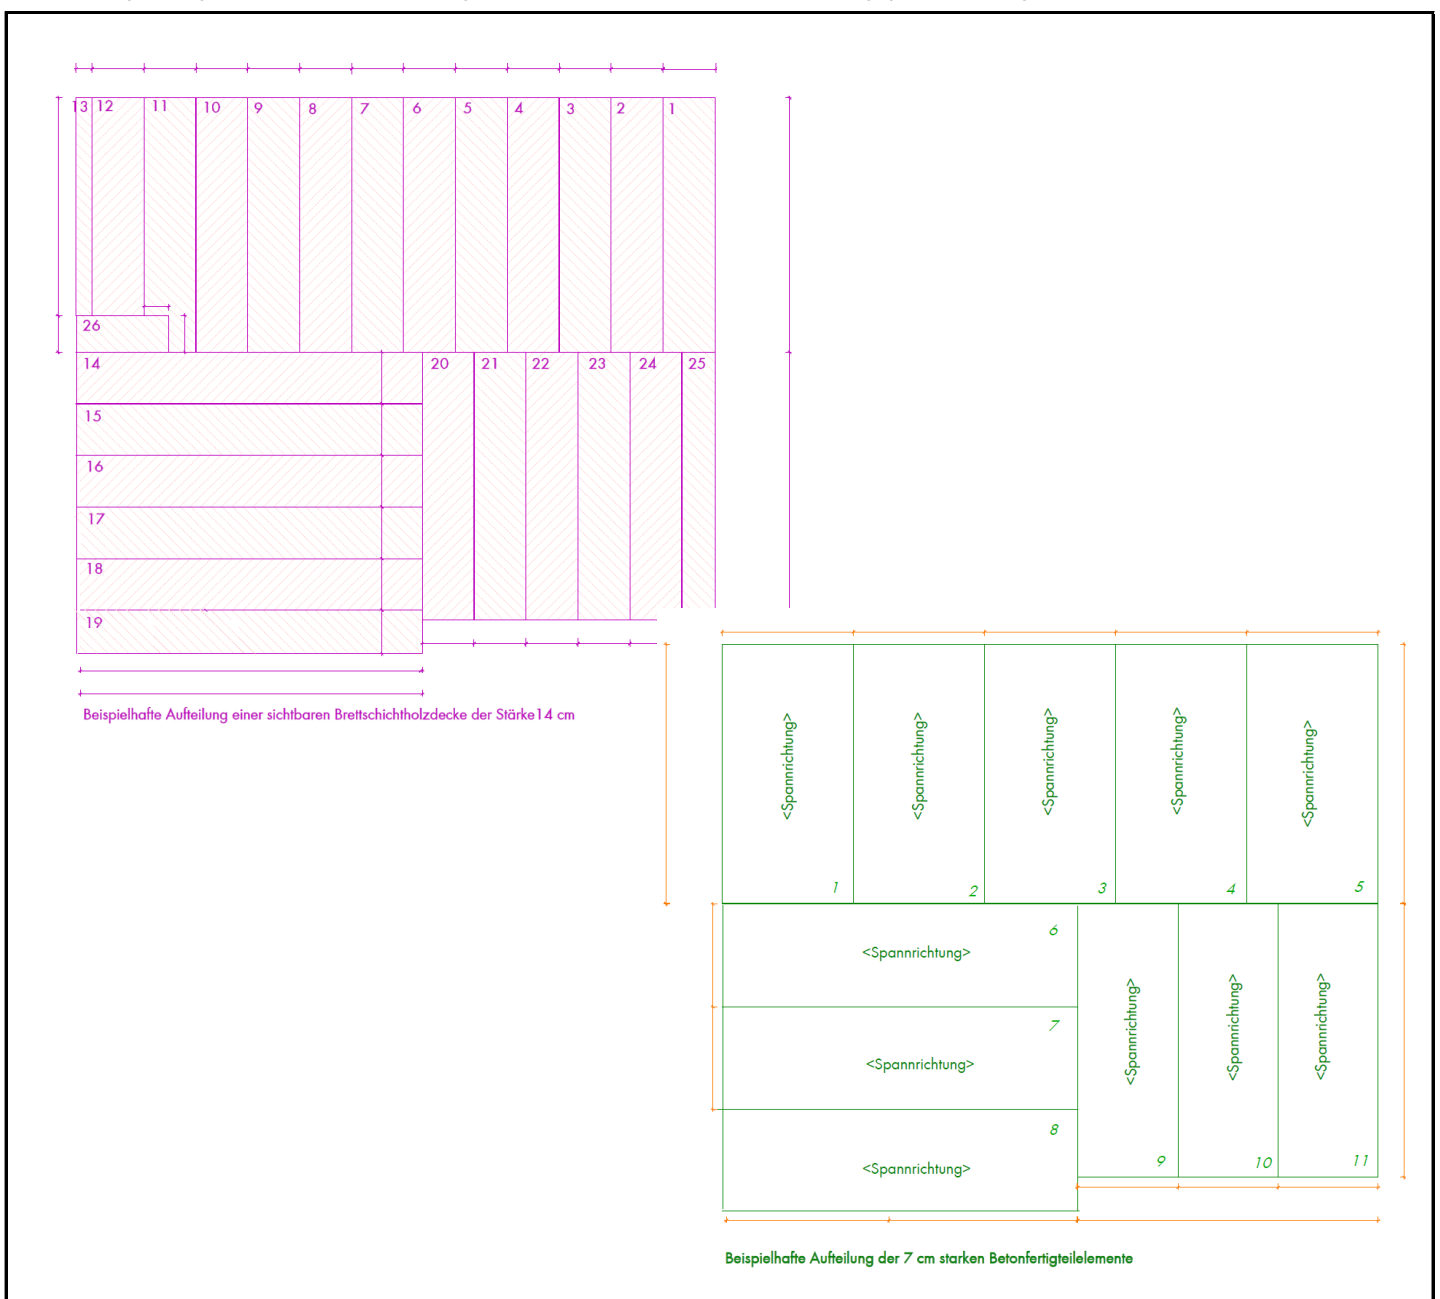 13 12 11 10 9 8 7 6 5 4 3 2 1
26
14 20 21 22 23 24 25
15
16
17
18
19
Beispielhafte Aufteilung einer sichtbaren Brettschichtholzdecke der Stärke14 cm
<Spannrichtung> <Spannrichtung> <Spannrichtung> <Spannrichtung> <Spannrichtung>
1 2 3 4 5
6
<Spannrichtung>
7
<Spannrichtung>
8
<Spannrichtung>
<Spannrichtung> <Spannrichtung> <Spannrichtung>
9 10 11
Beispielhafte Aufteilung der 7 cm starken Betonfertigteilelemente